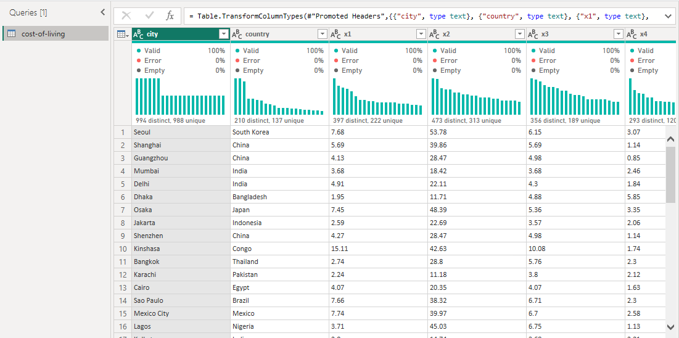 Queries [1]
= Table.TransformColumnTypes(#"Promoted Headers",{{"city", type text}, {"country", type text}, {"x1", type text},
cost-of-living
city country x1 x2 x3 x4
Valid 100% Valid 100% Valid 100% Valid 100% Valid 100% Valid
Error 0% Error 0% Error 0% Error 0% Error 0% Error
Empty 0% Empty 0% Empty 0% Empty 0% Empty 0% Empty
994 distinct, 988 unique 210 distinct, 137 unique 397 distinct, 222 unique 473 distinct, 313 unique 356 distinct, 189 unique 293 distinct, 120
1 Seoul South Korea 7.68 53.78 6.15 3.07
2 Shanghai China 5.69 39.86 5.69 1.14
3 Guangzhou China 4.13 28.47 4.98 0.85
4 Mumbai India 3.68 18.42 3.68 2.46
5 Delhi India 4.91 22.11 4.3 1.84
6 Dhaka Bangladesh 1.95 11.71 4.88 5.85
7 Osaka Japan 7.45 48.39 5.36 3.35
8 Jakarta Indonesia 2.59 22.69 3.57 2.06
9 Shenzhen China 4.27 28.47 4.98 1.14
10 Kinshasa Congo 15.11 42.63 10.08 1.74
11 Bangkok Thailand 2.74 28.8 5.76 2.3
12 Karachi Pakistan 2.24 11.18 3.8 2.12
13 Cairo Egypt 4.07 20.35 4.07 1.63
14 Sao Paulo Brazil 7.66 38.32 6.71 2.3
15 Mexico City Mexico 7.74 39.97 6.7 2.58
16 Lagos Nigeria 3.71 45.03 6.75 1.13